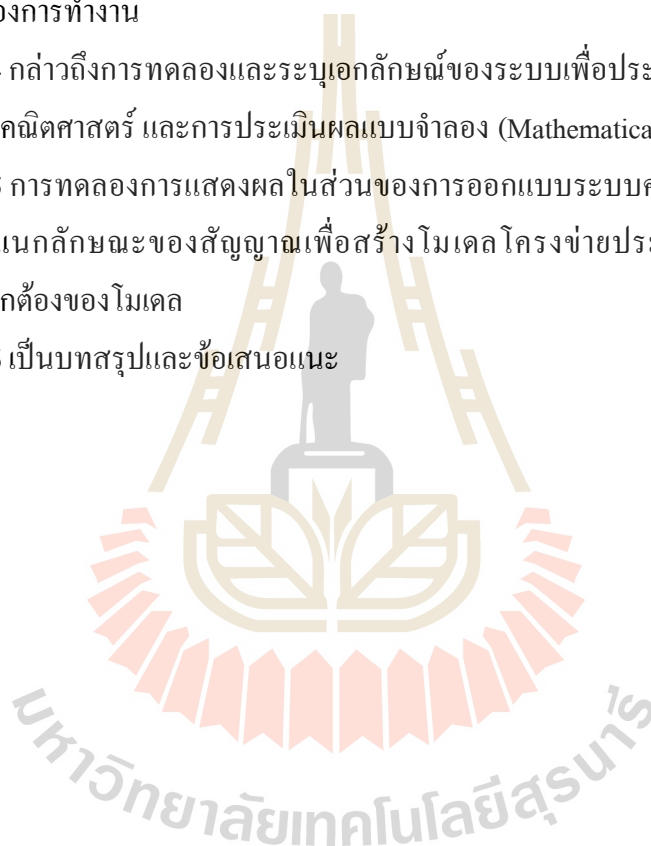 องการทำงาน
กล่าวถึงการทดลองและระบุเอกลักษณ์ของระบบเพื่อประ
คณิตศาสตร์ และการประเมินผลแบบจำลอง (Mathematica
การทดลองการแสดงผลในส่วนของการออกแบบระบบค
แนกลักษณะของสัญญาณเพื่อสร้างโมเดลโครงข่ายประ
กต้องของโมเดล
เป็นบทสรุปและข้อเสนอแนะ
มหาวิทยาลัยเทคโนโลยีสุรนารี